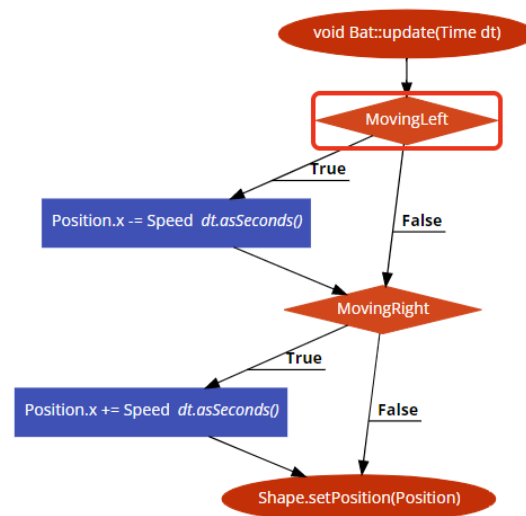 void Bat::update(Time dt)
MovingLeft
True
Position.x -= Speed dt.asSeconds()
False
MovingRight
True
Position.x += Speed dt.asSeconds()
False
Shape.setPosition(Position)